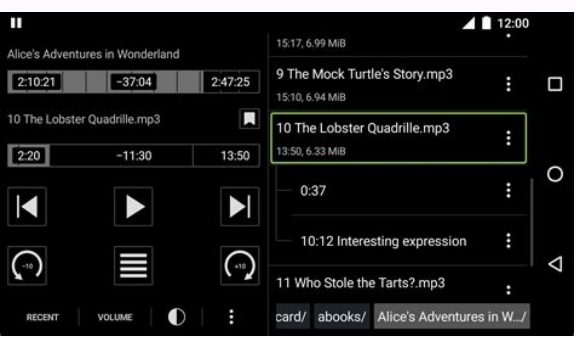 12:00
Alice's Adventures in Wonderland
2:10:21 -37:04 2:47:25
10 The Lobster Quadrille.mp3
2:20 -11:30 13:50
-10 +10
RECENT VOLUME
15:17, 6.99 MiB
9 The Mock Turtle's Story.mp3
15:10, 6.94 MiB
10 The Lobster Quadrille.mp3
13:50, 6.33 MiB
0:37
10:12 Interesting expression
11 Who Stole the Tarts?.mp3
card/ abooks/ Alice's Adventures in W.../